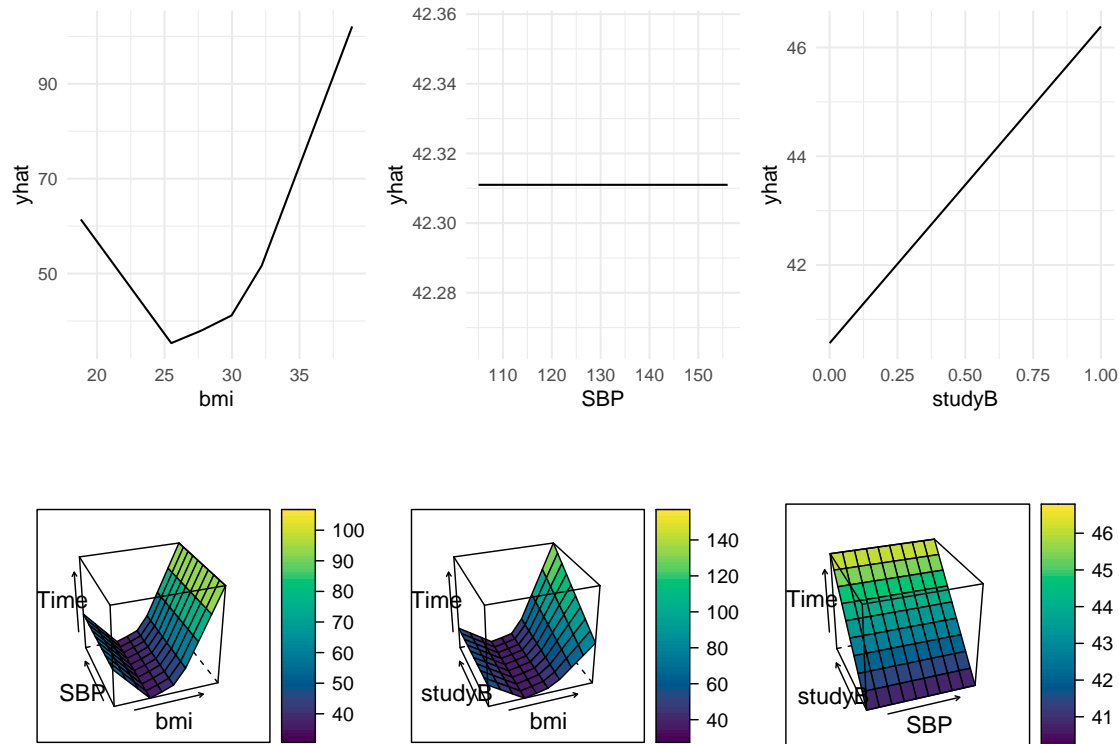 yhat
90
70
50
20 25 30 35
bmi
yhat
42.36
42.34
42.32
42.30
42.28
110 120 130 140 150
SBP
yhat
46
44
42
0.00 0.25 0.50 0.75 1.00
studyB
Time
SBP
bmi
100
90
80
70
60
50
40
Time
studyB
bmi
140
120
100
80
60
40
Time
studyB
SBP
46
45
44
43
42
41